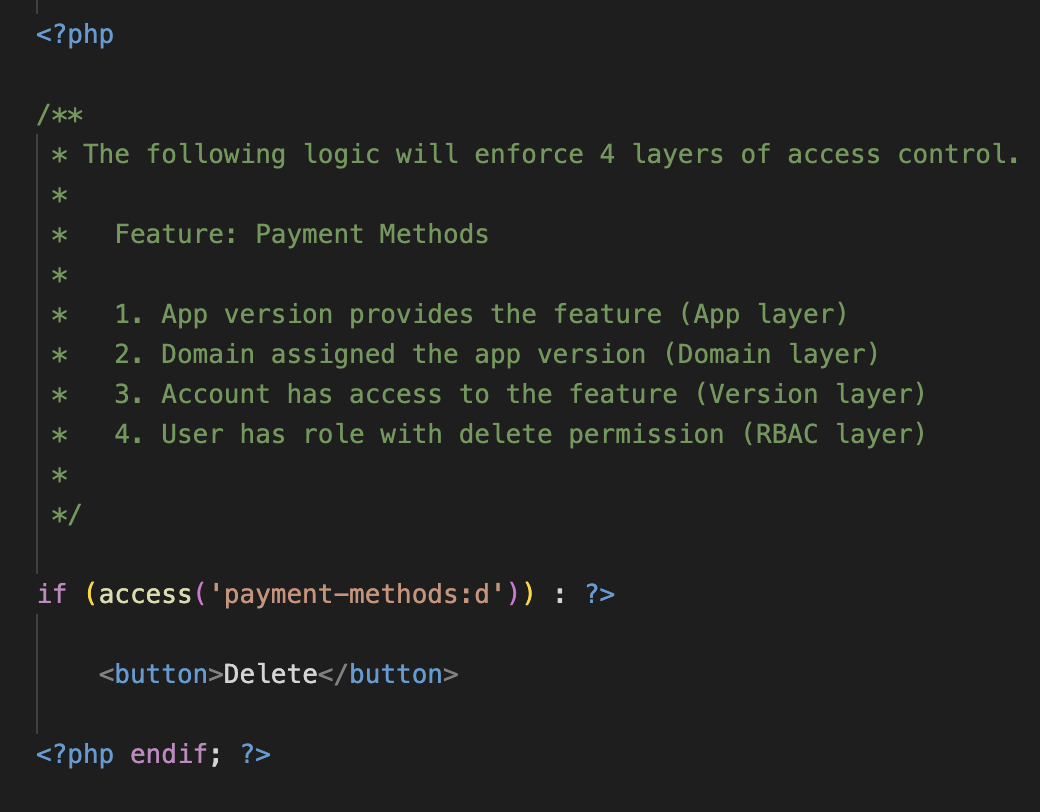 <?php
/**
* The following logic will enforce 4 layers of access control.
*
*   Feature: Payment Methods
*
*   1. App version provides the feature (App layer)
*   2. Domain assigned the app version (Domain layer)
*   3. Account has access to the feature (Version layer)
*   4. User has role with delete permission (RBAC layer)
*
*/
if (access('payment-methods:d')) : ?>
<button>Delete</button>
<?php endif; ?>